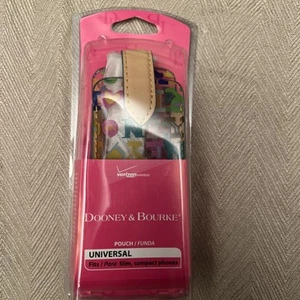 verizon wireless
DOONEY & BOURKE
POUCH / FUNDA
UNIVERSAL
Fits / Para: Slim, compact phones